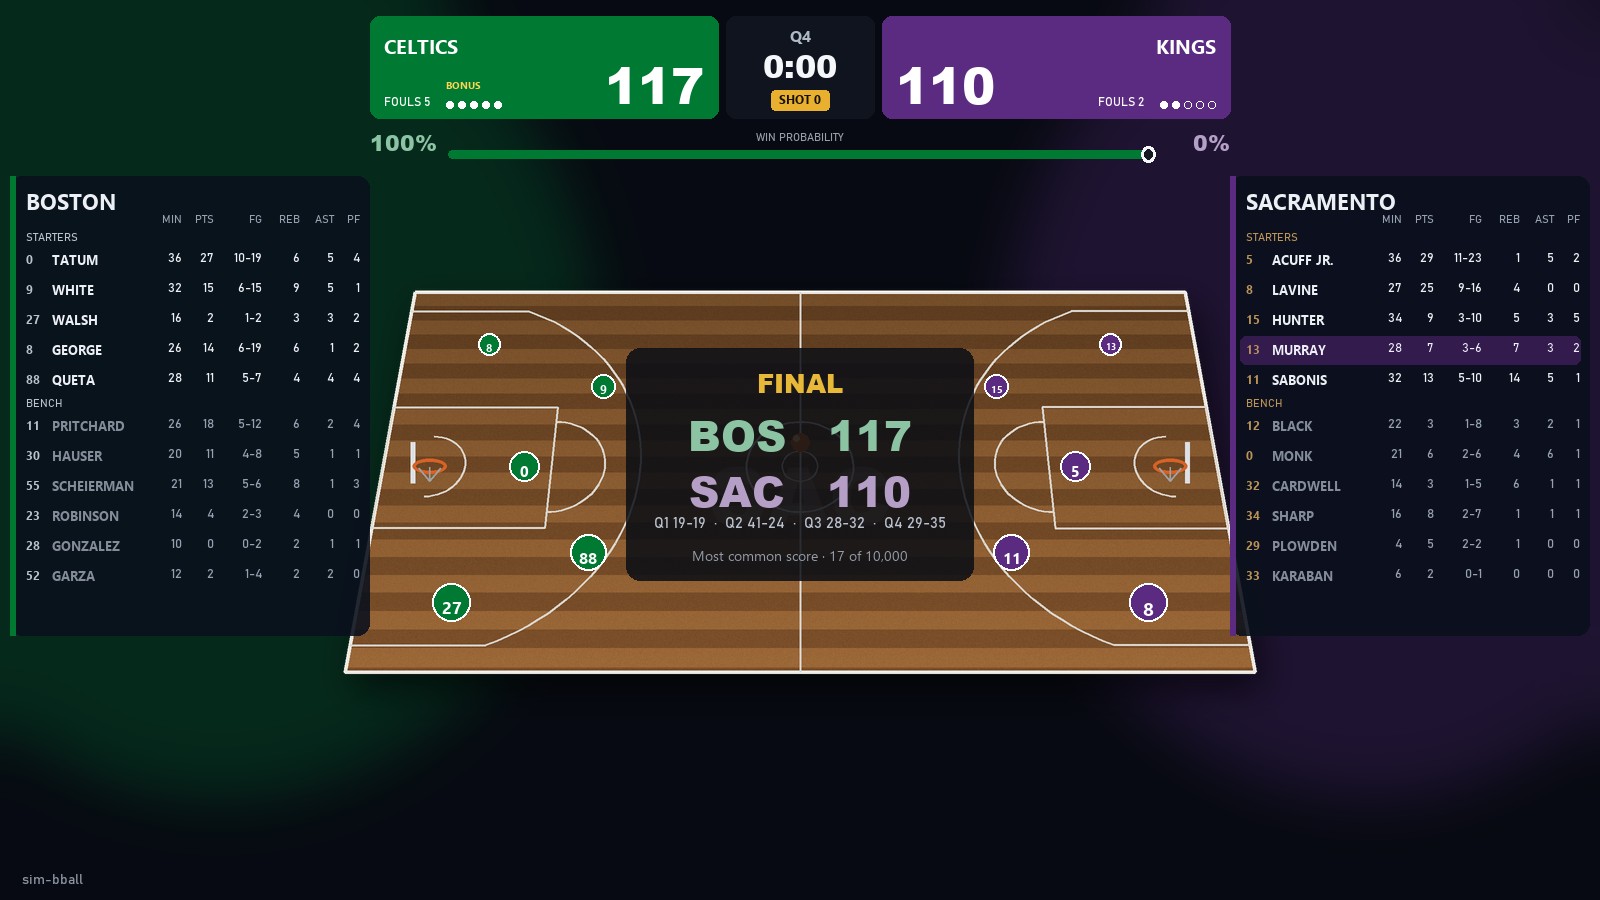 CELTICS
BONUS
FOULS 5
117
Q4
0:00
SHOT 0
KINGS
110
FOULS 2
100%
WIN PROBABILITY
0%
BOSTON
MIN PTS FG REB AST PF
STARTERS
0 TATUM 36 27 10-19 6 5 4
9 WHITE 32 15 6-15 9 5 1
27 WALSH 16 2 1-2 3 3 2
8 GEORGE 26 14 6-19 6 1 2
88 QUETA 28 11 5-7 4 4 4
BENCH
11 PRITCHARD 26 18 5-12 6 2 4
30 HAUSER 20 11 4-8 5 1 1
55 SCHEIERMAN 21 13 5-6 8 1 3
23 ROBINSON 14 4 2-3 4 0 0
28 GONZALEZ 10 0 0-2 2 1 1
52 GARZA 12 2 1-4 2 2 0
8
9
0
88
27
FINAL
BOS 117
SAC 110
Q1 19-19 · Q2 41-24 · Q3 28-32 · Q4 29-35
Most common score · 17 of 10,000
13
15
5
11
8
SACRAMENTO
MIN PTS FG REB AST PF
STARTERS
5 ACUFF JR. 36 29 11-23 1 5 2
8 LAVINE 27 25 9-16 4 0 0
15 HUNTER 34 9 3-10 5 3 5
13 MURRAY 28 7 3-6 7 3 2
11 SABONIS 32 13 5-10 14 5 1
BENCH
12 BLACK 22 3 1-8 3 2 1
0 MONK 21 6 2-6 4 6 1
32 CARDWELL 14 3 1-5 6 1 1
34 SHARP 16 8 2-7 1 1 1
29 PLOWDEN 4 5 2-2 1 0 0
33 KARABAN 6 2 0-1 0 0 0
sim-bball